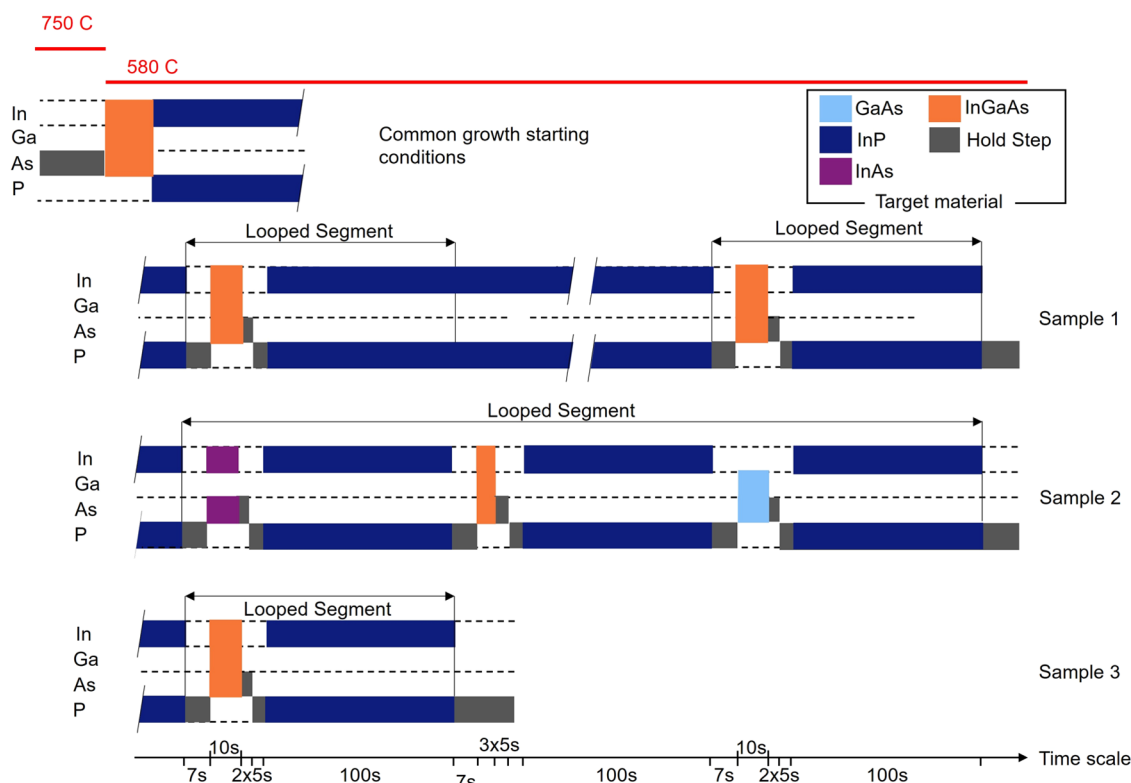 750 C
580 C
In
Ga
As
P
Common growth starting
conditions
GaAs
InGaAs
InP
Hold Step
InAs
Target material
Looped Segment
Looped Segment
In
Ga
As
P
Sample 1
Looped Segment
In
Ga
As
P
Sample 2
Looped Segment
In
Ga
As
P
Sample 3
10s
3x5s
10s
Time scale
7s
2x5s
100s
7s
100s
7s
2x5s
100s